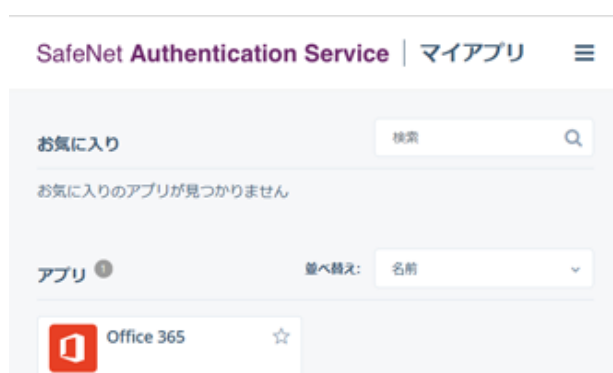 SafeNet Authentication Service | マイアプリ
お気に入り
検索
お気に入りのアプリが見つかりません
アプリ 1
並べ替え: 名前
Office 365